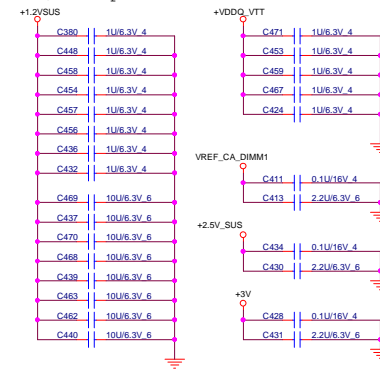 +1.2VSUS
C380 1U/6.3V_4
C448 1U/6.3V_4
C458 1U/6.3V_4
C454 1U/6.3V_4
C457 1U/6.3V_4
C456 1U/6.3V_4
C436 1U/6.3V_4
C432 1U/6.3V_4
C469 10U/6.3V_6
C437 10U/6.3V_6
C470 10U/6.3V_6
C468 10U/6.3V_6
C439 10U/6.3V_6
C463 10U/6.3V_6
C462 10U/6.3V_6
C440 10U/6.3V_6
+VDDQ_VTT
C471 1U/6.3V_4
C453 1U/6.3V_4
C459 1U/6.3V_4
C467 1U/6.3V_4
C424 1U/6.3V_4
VREF_CA_DIMM1
C411 0.1U/16V_4
C413 2.2U/6.3V_6
+2.5V_SUS
C434 0.1U/16V_4
C430 2.2U/6.3V_6
+3V
C428 0.1U/16V_4
C431 2.2U/6.3V_6